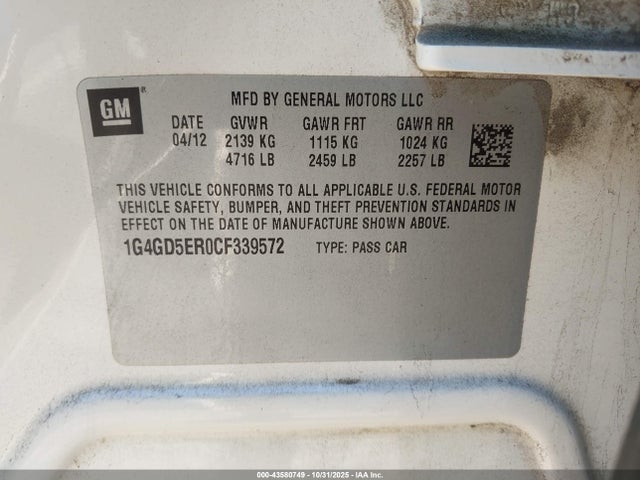 GM ®
MFD BY GENERAL MOTORS LLC
DATE GVWR GAWR FRT GAWR RR
04/12 2139 KG 1115 KG 1024 KG
4716 LB 2459 LB 2257 LB
THIS VEHICLE CONFORMS TO ALL APPLICABLE U.S. FEDERAL MOTOR
VEHICLE SAFETY, BUMPER, AND THEFT PREVENTION STANDARDS IN
EFFECT ON THE DATE OF MANUFACTURE SHOWN ABOVE.
1G4GD5ER0CF339572 TYPE: PASS CAR
000-43580749 - 10/31/2025 - Copyright © 2025 IAA, Inc.